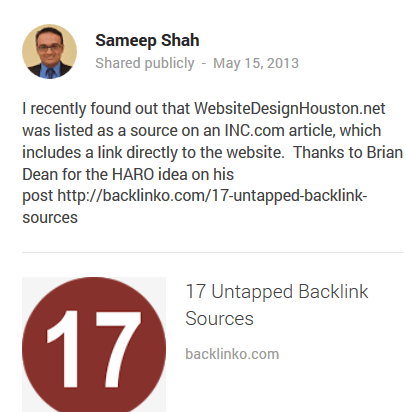 Sameep Shah
Shared publicly - May 15, 2013
I recently found out that WebsiteDesignHouston.net
was listed as a source on an INC.com article, which
includes a link directly to the website.  Thanks to Brian
Dean for the HARO idea on his
post http://backlinko.com/17-untapped-backlink-
sources
17
17 Untapped Backlink
Sources
backlinko.com